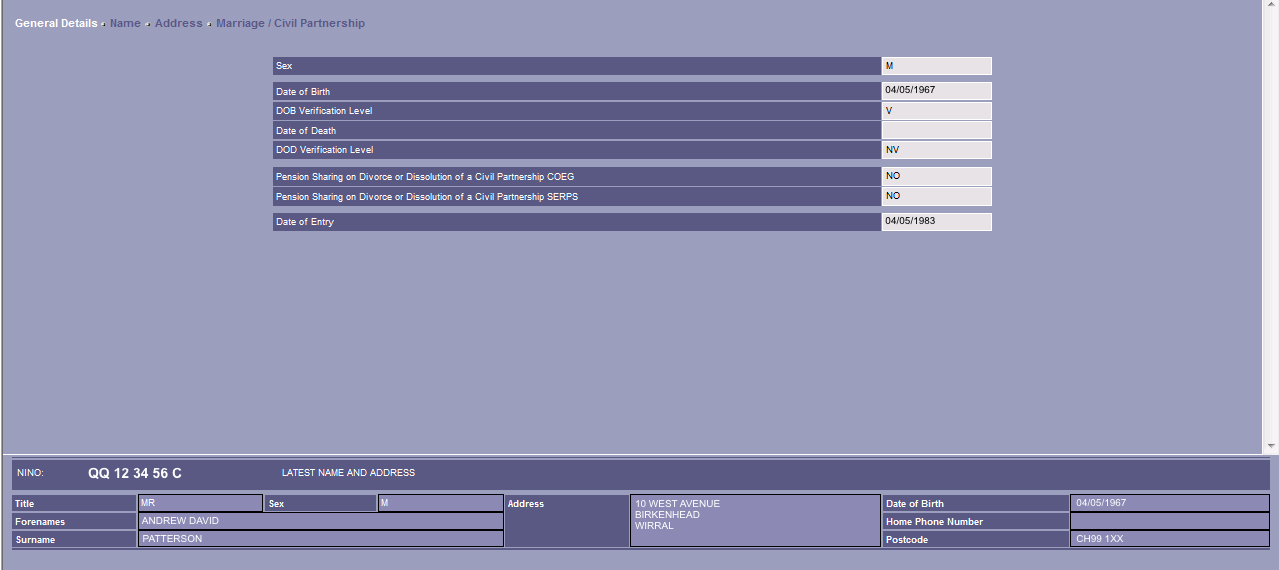 General Details Name Address Marriage / Civil Partnership
Sex M
Date of Birth 04/05/1967
DOB Verification Level V
Date of Death
DOD Verification Level NV
Pension Sharing on Divorce or Dissolution of a Civil Partnership COEG NO
Pension Sharing on Divorce or Dissolution of a Civil Partnership SERPS NO
Date of Entry 04/05/1983
NINO: QQ 12 34 56 C LATEST NAME AND ADDRESS
Title MR Sex M Address 10 WEST AVENUE Date of Birth 04/05/1967
Forenames ANDREW DAVID BIRKENHEAD Home Phone Number
WIRRAL
Surname PATTERSON Postcode CH99 1XX